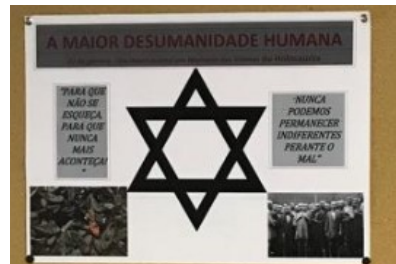 A MAIOR DESUMANIDADE HUMANA
"PARA QUE
NÃO SE
ESQUEÇA,
PARA QUE
NUNCA
MAIS
ACONTEÇA!
"
"NUNCA
PODEMOS
PERMANECER
INDIFERENTES
PERANTE O
MAL"